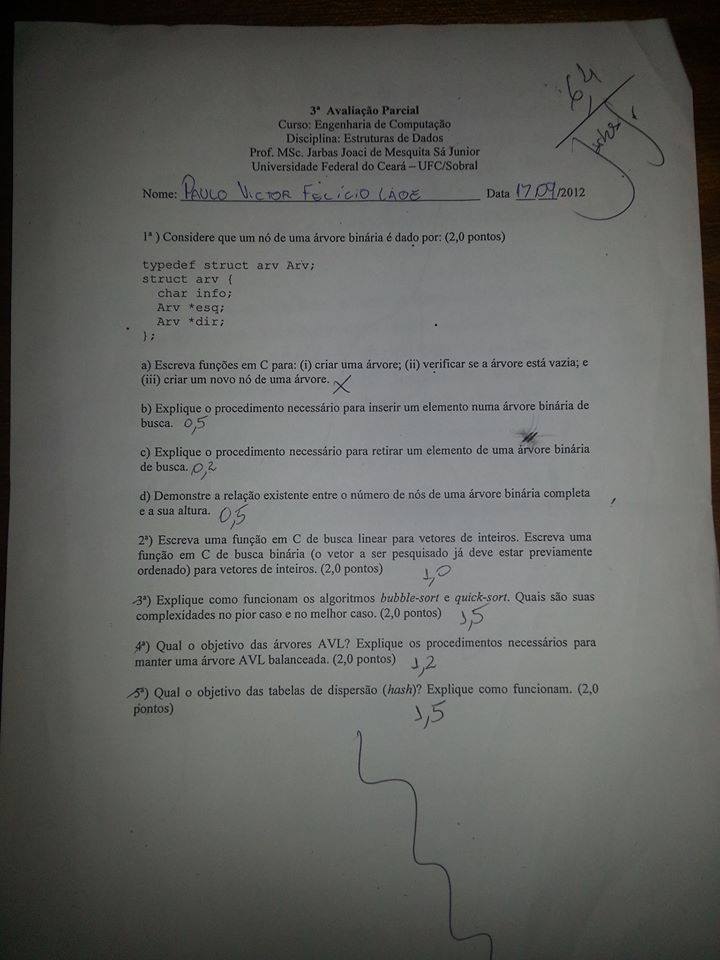 6,4
3ª Avaliação Parcial
Curso: Engenharia de Computação
Disciplina: Estruturas de Dados
Prof. MSc. Jarbas Joaci de Mesquita Sá Junior
Universidade Federal do Ceará – UFC/Sobral
Nome: PAULO VICTOR FELÍCIO LAGE Data 17/09/2012
1ª ) Considere que um nó de uma árvore binária é dado por: (2,0 pontos)
typedef struct arv Arv;
struct arv {
char info;
Arv *esq;
Arv *dir;
};
a) Escreva funções em C para: (i) criar uma árvore; (ii) verificar se a árvore está vazia; e
(iii) criar um novo nó de uma árvore. X
b) Explique o procedimento necessário para inserir um elemento numa árvore binária de
busca. 0,5
c) Explique o procedimento necessário para retirar um elemento de uma árvore binária
de busca. 0,2
d) Demonstre a relação existente entre o número de nós de uma árvore binária completa
e a sua altura. 0,5
2ª) Escreva uma função em C de busca linear para vetores de inteiros. Escreva uma
função em C de busca binária (o vetor a ser pesquisado já deve estar previamente
ordenado) para vetores de inteiros. (2,0 pontos) 1,0
3ª) Explique como funcionam os algoritmos bubble-sort e quick-sort. Quais são suas
complexidades no pior caso e no melhor caso. (2,0 pontos) 1,5
4ª) Qual o objetivo das árvores AVL? Explique os procedimentos necessários para
manter uma árvore AVL balanceada. (2,0 pontos) 1,2
5ª) Qual o objetivo das tabelas de dispersão (hash)? Explique como funcionam. (2,0
pontos) 1,5